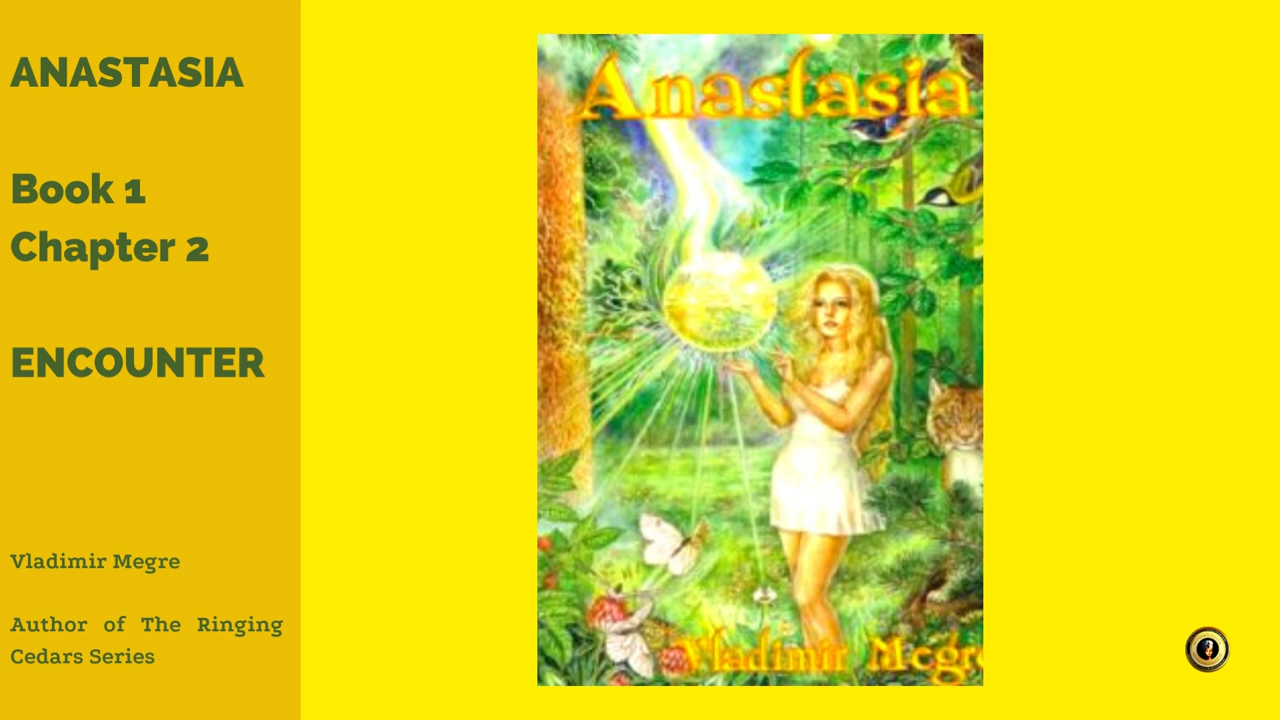 ANASTASIA
Book 1
Chapter 2
ENCOUNTER
Vladimir Megre
Author of The Ringing
Cedars Series
Anastasia
Vladimir Megre